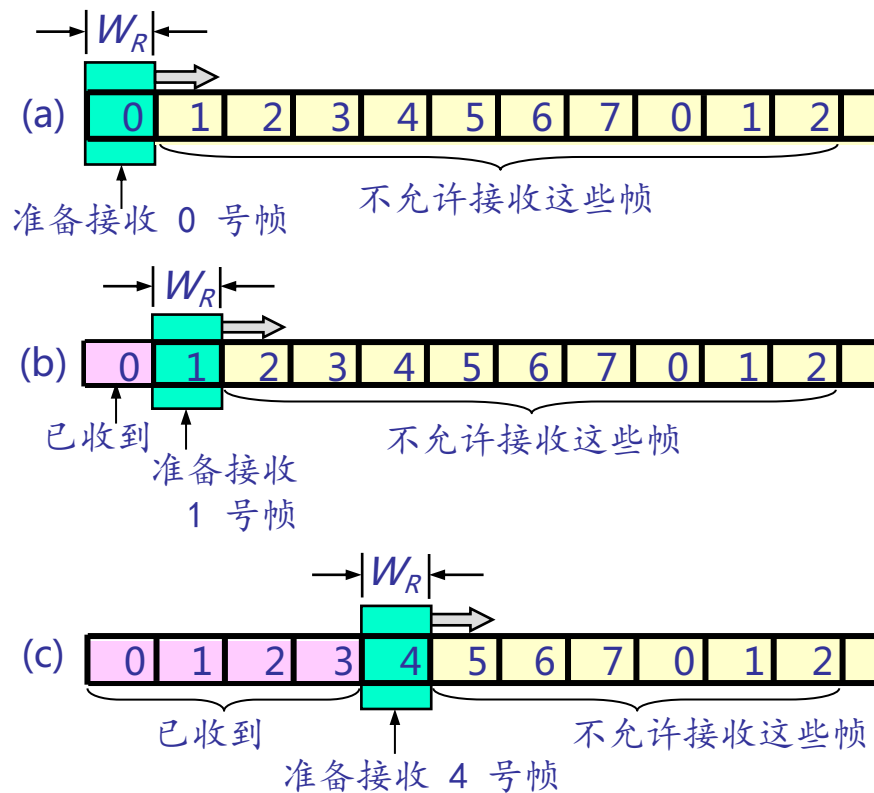 W_R
(a) 0 1 2 3 4 5 6 7 0 1 2
不允许接收这些帧
准备接收 0 号帧
W_R
(b) 0 1 2 3 4 5 6 7 0 1 2
已收到
不允许接收这些帧
准备接收
1 号帧
W_R
(c) 0 1 2 3 4 5 6 7 0 1 2
已收到
不允许接收这些帧
准备接收 4 号帧